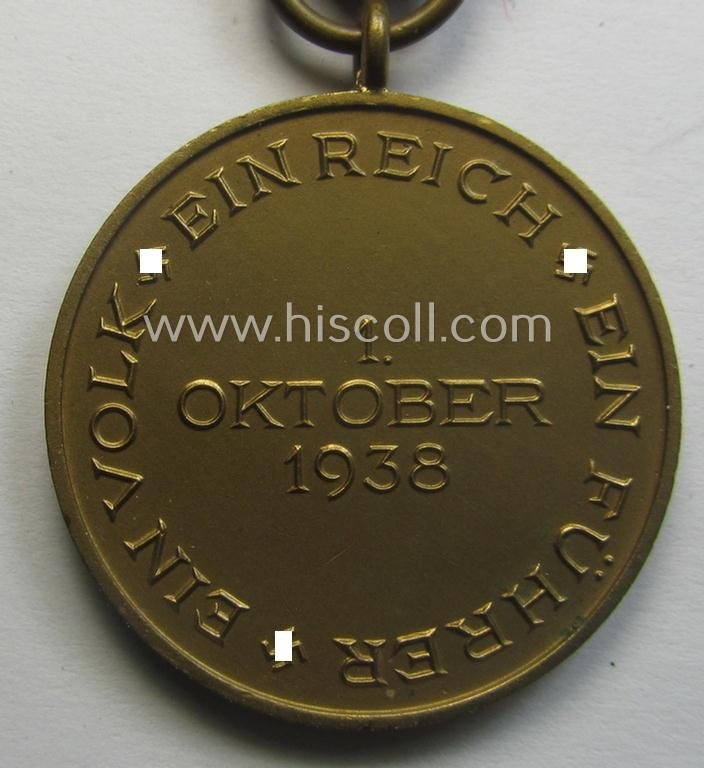 EIN VOLK EIN REICH EIN FÜHRER
www.hiscoll.com
1.
OKTOBER
1938